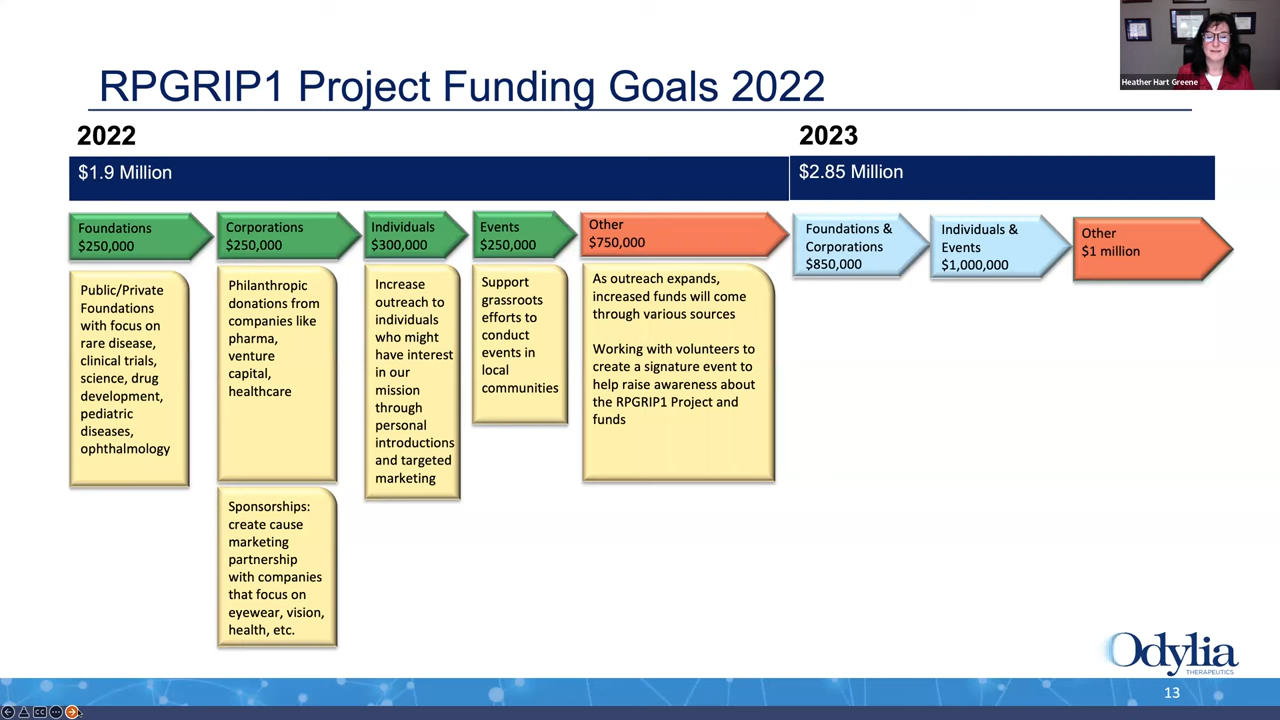 RPGRIP1 Project Funding Goals 2022
Heather Hart Greene
2022
2023
$1.9 Million
$2.85 Million
Foundations
$250,000
Corporations
$250,000
Individuals
$300,000
Events
$250,000
Other
$750,000
Foundations &
Corporations
$850,000
Individuals &
Events
$1,000,000
Other
$1 million
Public/Private
Foundations
with focus on
rare disease,
clinical trials,
science, drug
development,
pediatric
diseases,
ophthalmology
Philanthropic
donations from
companies like
pharma,
venture
capital,
healthcare
Sponsorships:
create cause
marketing
partnership
with companies
that focus on
eyewear, vision,
health, etc.
Increase
outreach to
individuals
who might
have interest
in our
mission
through
personal
introductions
and targeted
marketing
Support
grassroots
efforts to
conduct
events in
local
communities
As outreach expands,
increased funds will come
through various sources
Working with volunteers to
create a signature event to
help raise awareness about
the RPGRIP1 Project and
funds
Odylia
THERAPEUTICS
13